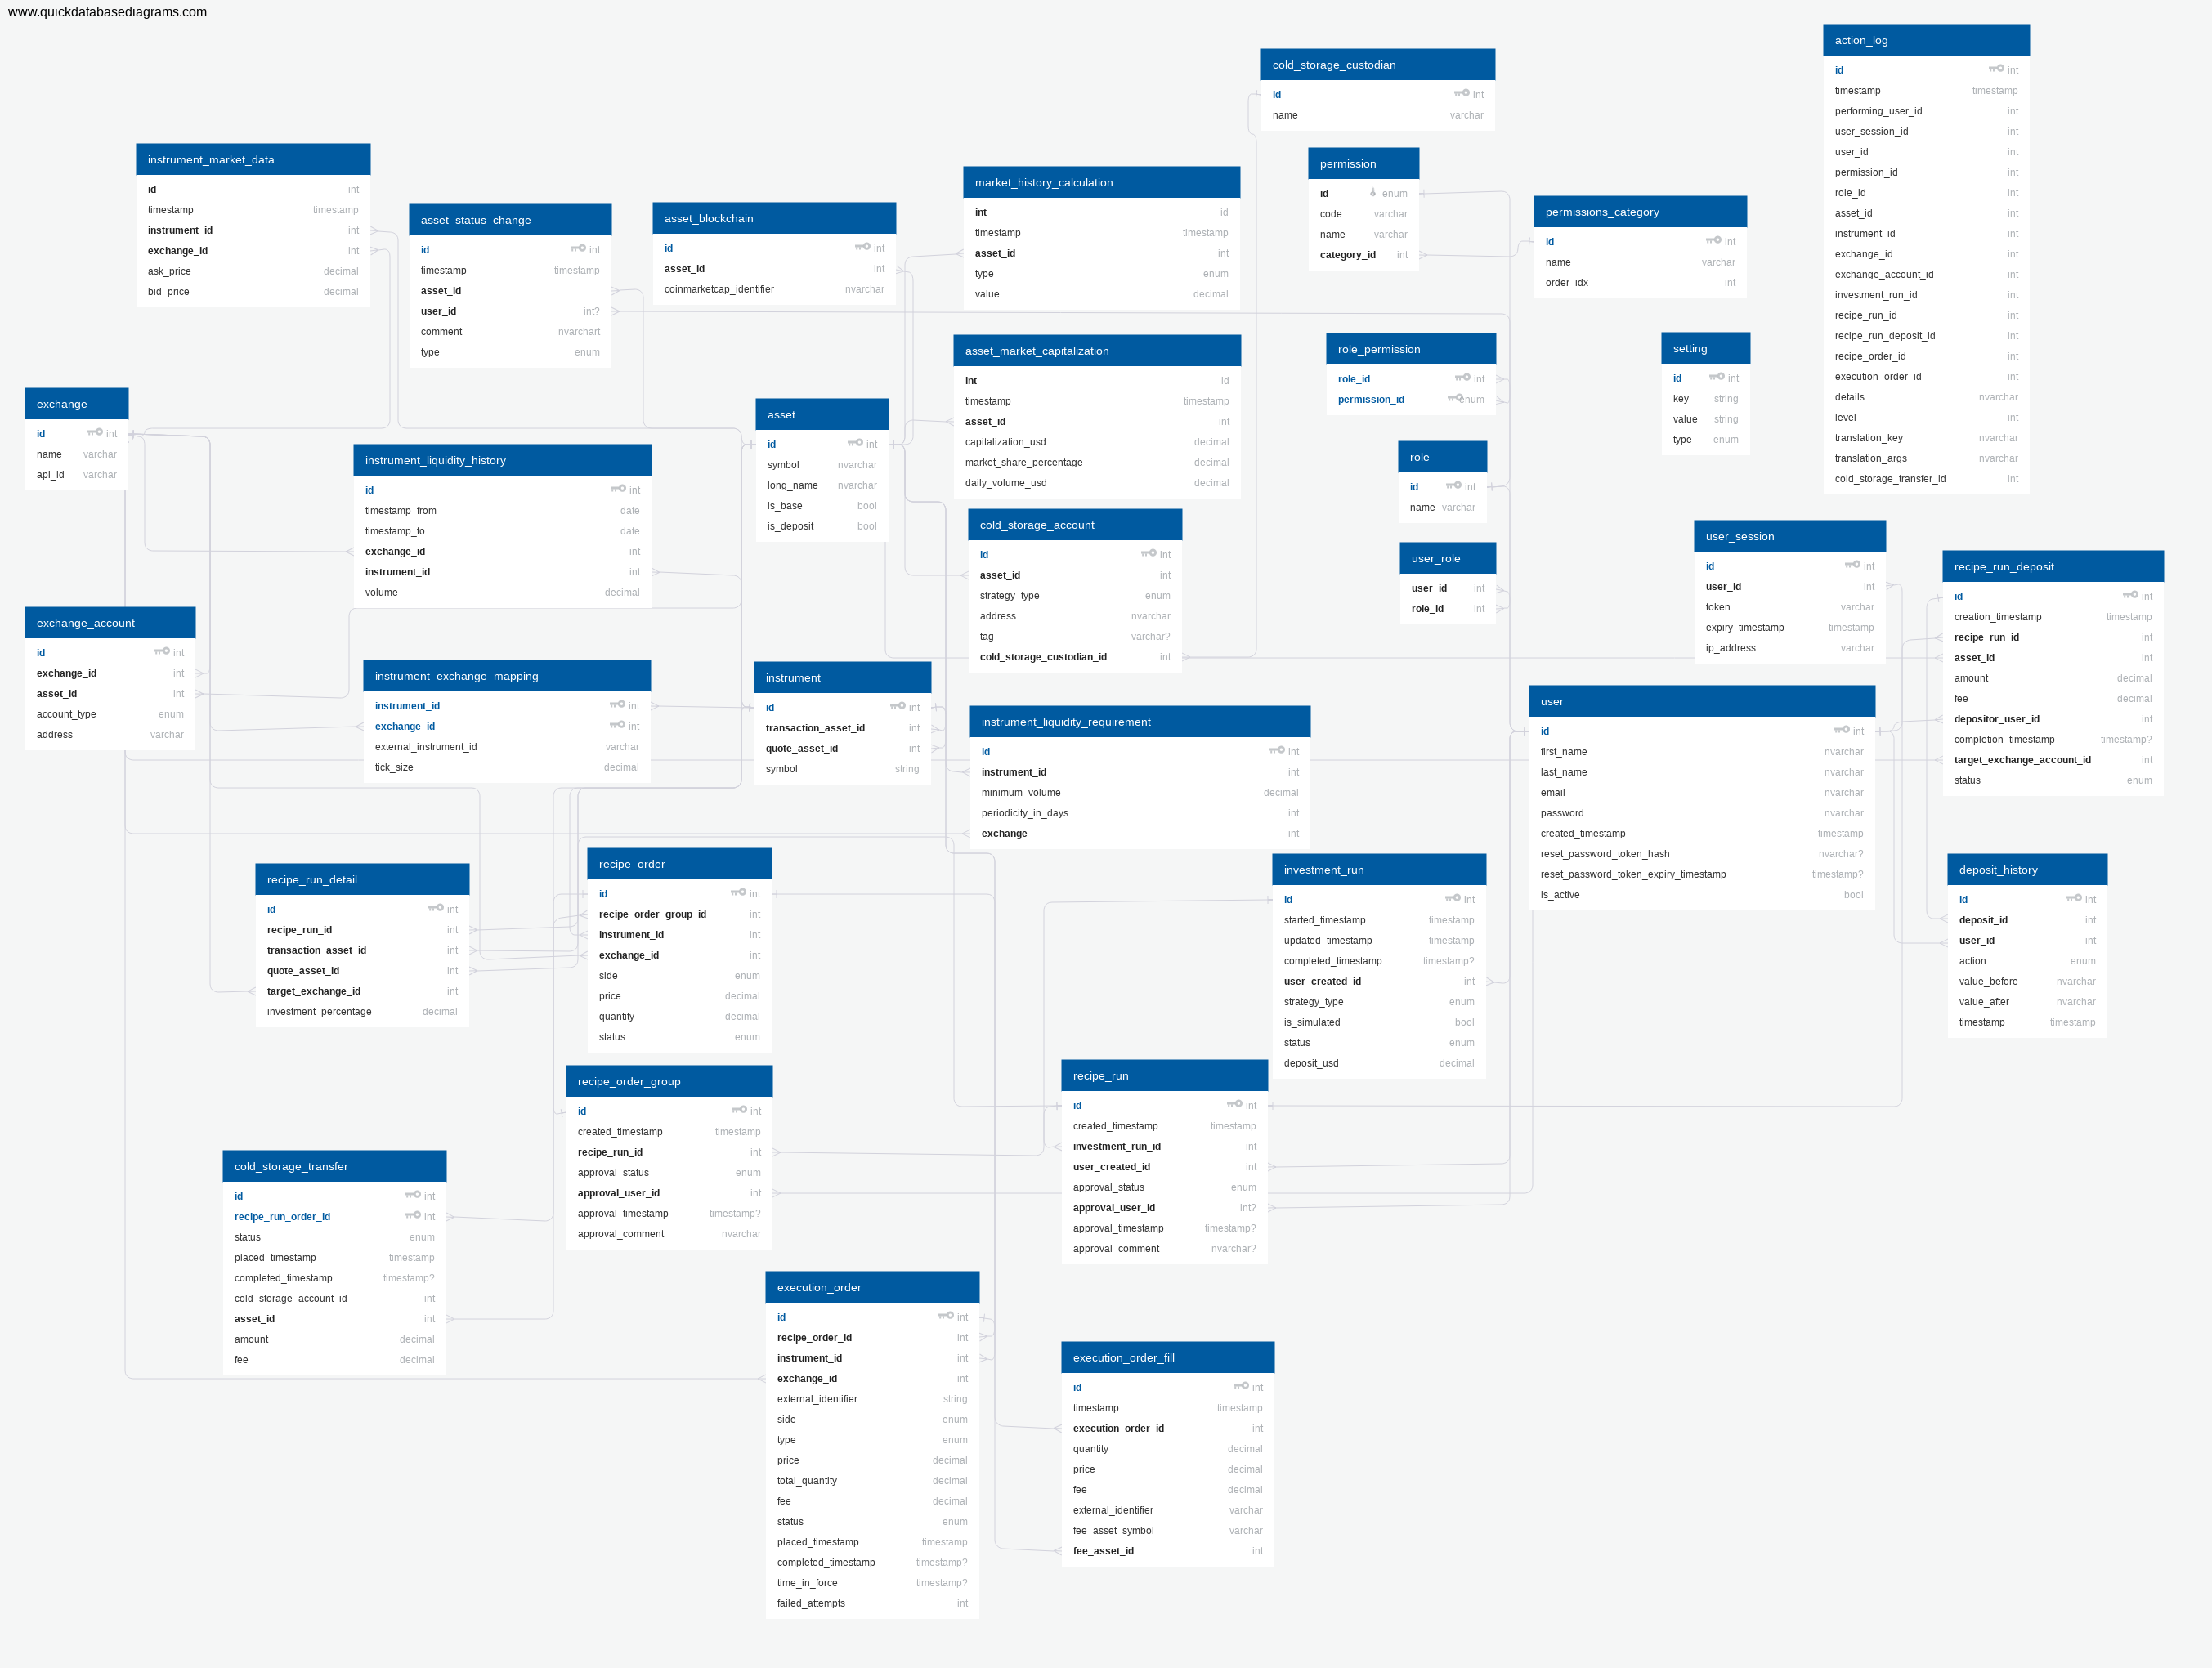 www.quickdatabasediagrams.com
action_log
id int
timestamp timestamp
performing_user_id int
user_session_id int
user_id int
permission_id int
role_id int
asset_id int
instrument_id int
exchange_id int
exchange_account_id int
investment_run_id int
recipe_run_id int
recipe_run_deposit_id int
recipe_order_id int
execution_order_id int
details nvarchar
level int
translation_key nvarchar
translation_args nvarchar
cold_storage_transfer_id int
cold_storage_custodian
id int
name varchar
instrument_market_data
id int
timestamp timestamp
instrument_id int
exchange_id int
ask_price decimal
bid_price decimal
permission
id enum
code varchar
name varchar
category_id int
market_history_calculation
int id
timestamp timestamp
asset_id int
type enum
value decimal
permissions_category
id int
name varchar
order_idx int
asset_status_change
id int
timestamp timestamp
asset_id
user_id int?
comment nvarchart
type enum
asset_blockchain
id int
asset_id int
coinmarketcap_identifier nvarchar
role_permission
role_id int
permission_id enum
setting
id int
key string
value string
type enum
asset_market_capitalization
int id
timestamp timestamp
asset_id int
capitalization_usd decimal
market_share_percentage decimal
daily_volume_usd decimal
exchange
id int
name varchar
api_id varchar
asset
id int
symbol nvarchar
long_name nvarchar
is_base bool
is_deposit bool
role
id int
name varchar
instrument_liquidity_history
id int
timestamp_from date
timestamp_to date
exchange_id int
instrument_id int
volume decimal
cold_storage_account
id int
asset_id int
strategy_type enum
address nvarchar
tag varchar?
cold_storage_custodian_id int
user_role
user_id int
role_id int
user_session
id int
user_id int
token varchar
expiry_timestamp timestamp
ip_address varchar
recipe_run_deposit
id int
creation_timestamp timestamp
recipe_run_id int
asset_id int
amount decimal
fee decimal
depositor_user_id int
completion_timestamp timestamp?
target_exchange_account_id int
status enum
exchange_account
id int
exchange_id int
asset_id int
account_type enum
address varchar
instrument_exchange_mapping
instrument_id int
exchange_id int
external_instrument_id varchar
tick_size decimal
instrument
id int
transaction_asset_id int
quote_asset_id int
symbol string
user
id int
first_name nvarchar
last_name nvarchar
email nvarchar
password nvarchar
created_timestamp timestamp
reset_password_token_hash nvarchar?
reset_password_token_expiry_timestamp timestamp?
is_active bool
instrument_liquidity_requirement
id int
instrument_id int
minimum_volume decimal
periodicity_in_days int
exchange int
recipe_run_detail
id int
recipe_run_id int
transaction_asset_id int
quote_asset_id int
target_exchange_id int
investment_percentage decimal
recipe_order
id int
recipe_order_group_id int
instrument_id int
exchange_id int
side enum
price decimal
quantity decimal
status enum
investment_run
id int
started_timestamp timestamp
updated_timestamp timestamp
completed_timestamp timestamp?
user_created_id int
strategy_type enum
is_simulated bool
status enum
deposit_usd decimal
deposit_history
id int
deposit_id int
user_id int
action enum
value_before nvarchar
value_after nvarchar
timestamp timestamp
recipe_order_group
id int
created_timestamp timestamp
recipe_run_id int
approval_status enum
approval_user_id int
approval_timestamp timestamp?
approval_comment nvarchar
recipe_run
id int
created_timestamp timestamp
investment_run_id int
user_created_id int
approval_status enum
approval_user_id int?
approval_timestamp timestamp?
approval_comment nvarchar?
cold_storage_transfer
id int
recipe_run_order_id int
status enum
placed_timestamp timestamp
completed_timestamp timestamp?
cold_storage_account_id int
asset_id int
amount decimal
fee decimal
execution_order
id int
recipe_order_id int
instrument_id int
exchange_id int
external_identifier string
side enum
type enum
price decimal
total_quantity decimal
fee decimal
status enum
placed_timestamp timestamp
completed_timestamp timestamp?
time_in_force timestamp?
failed_attempts int
execution_order_fill
id int
timestamp timestamp
execution_order_id int
quantity decimal
price decimal
fee decimal
external_identifier varchar
fee_asset_symbol varchar
fee_asset_id int